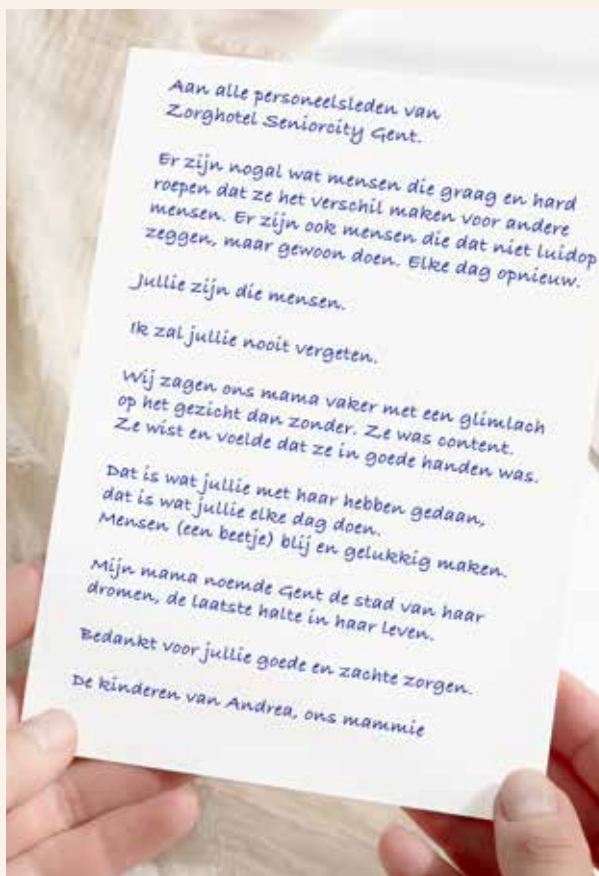 Aan alle personeelsleden van
Zorghotel Seniorcity Gent.
Er zijn nogal wat mensen die graag en hard
roepen dat ze het verschil maken voor andere
mensen. Er zijn ook mensen die dat niet luidop
zeggen, maar gewoon doen. Elke dag opnieuw.
Jullie zijn die mensen.
Ik zal jullie nooit vergeten.
Wij zagen ons mama vaker met een glimlach
op het gezicht dan zonder. Ze was content.
Ze wist en voelde dat ze in goede handen was.
Dat is wat jullie met haar hebben gedaan,
dat is wat jullie elke dag doen.
Mensen (een beetje) blij en gelukkig maken.
Mijn mama noemde Gent de stad van haar
dromen, de laatste halte in haar leven.
Bedankt voor jullie goede en zachte zorgen.
De kinderen van Andrea, ons mammie